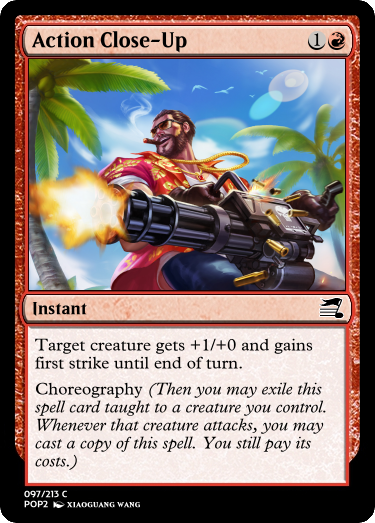 Action Close-Up 1
Instant
Target creature gets +1/+0 and gains
first strike until end of turn.
Choreography (Then you may exile this
spell card taught to a creature you control.
Whenever that creature attacks, you may
cast a copy of this spell. You still pay its
costs.)
097/213 C
POP2 XIAOGUANG WANG